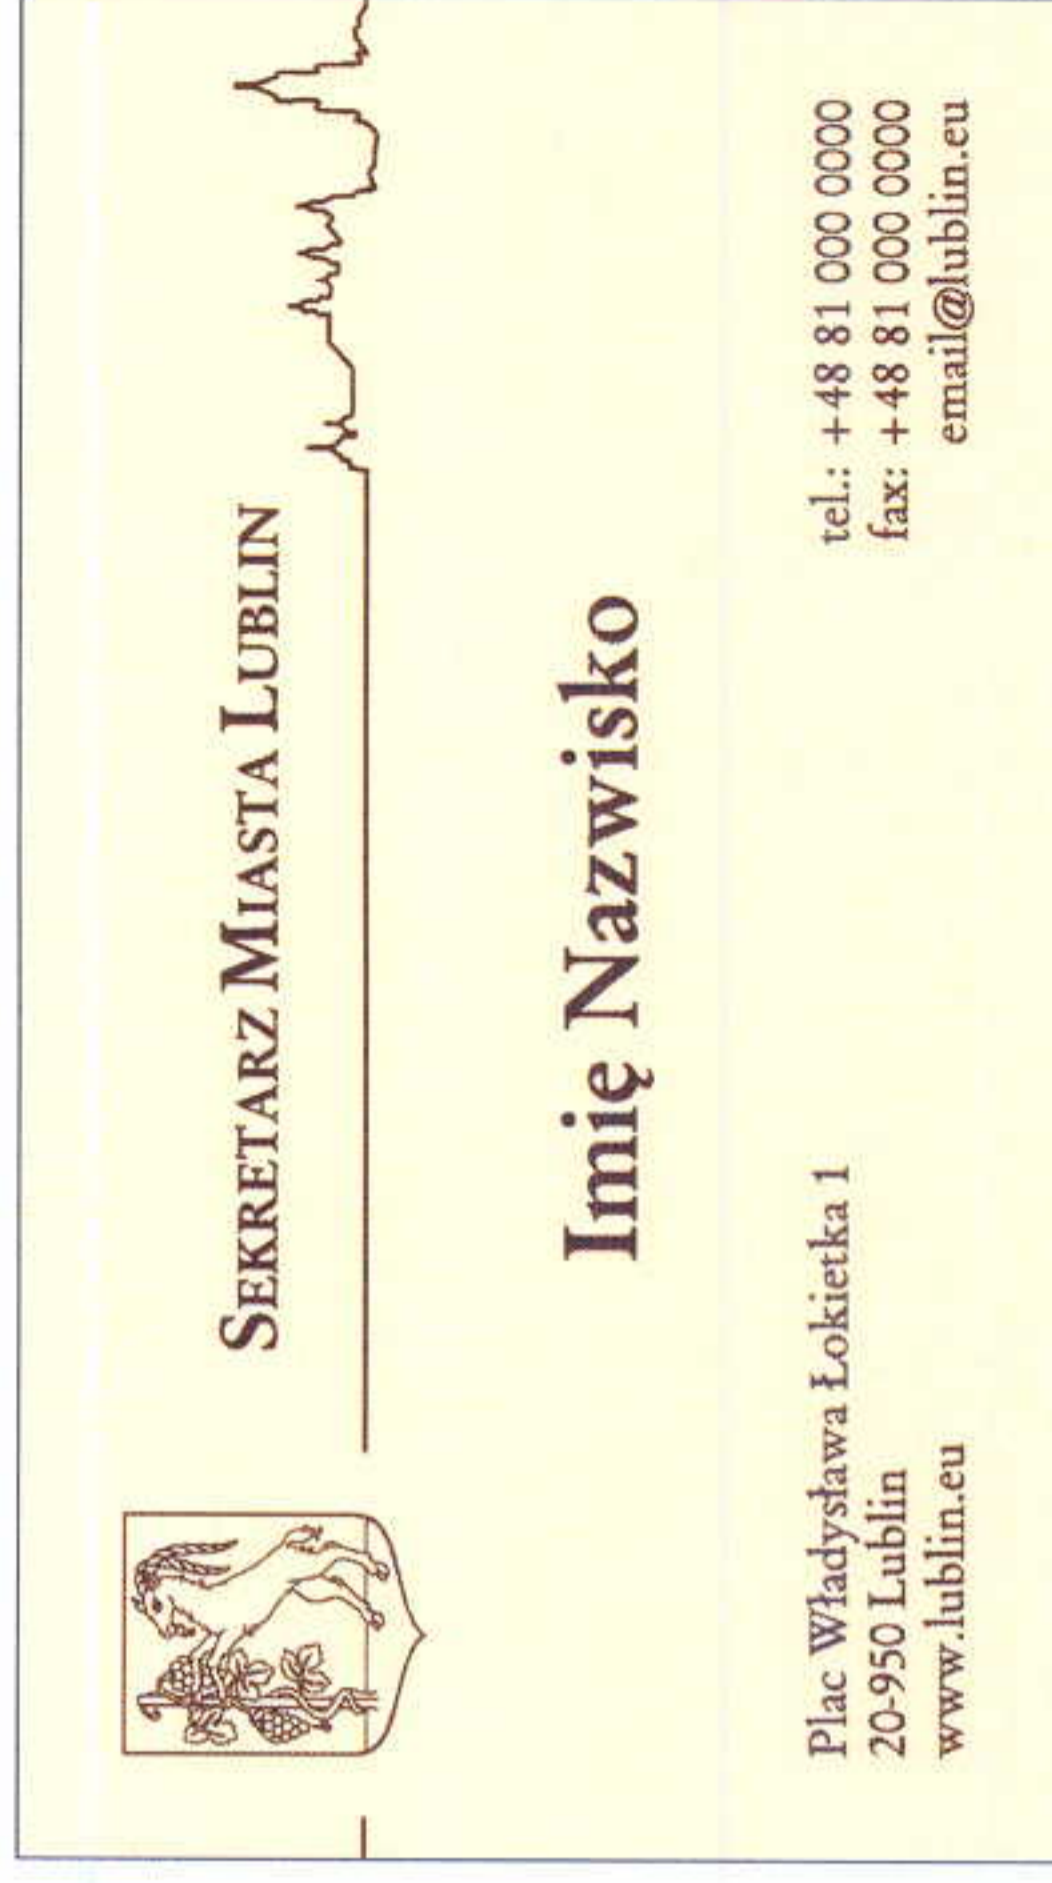 SEKRETARZ MIASTA LUBLIN
Imię Nazwisko
Plac Władysława Łokietka 1
20-950 Lublin
www.lublin.eu
tel.: +48 81 000 0000
fax: +48 81 000 0000
email@lublin.eu